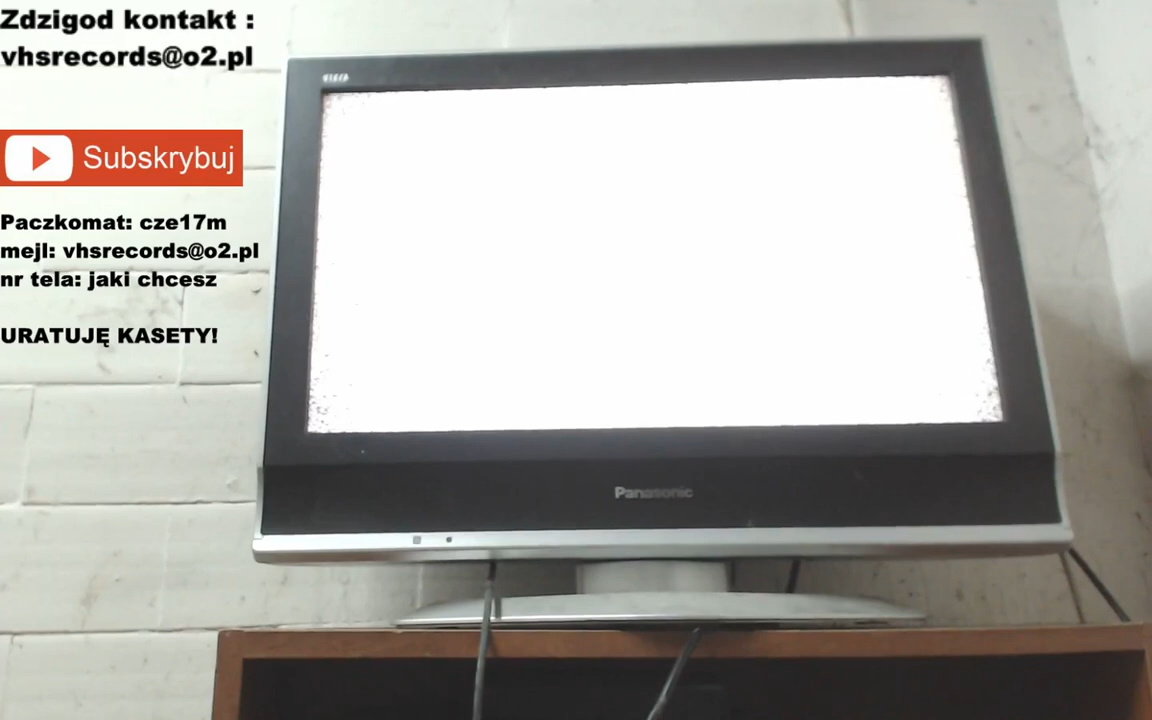 Zdzigod kontakt :
vhsrecords@o2.pl
Subskrybuj
Paczkomat: cze17m
mejl: vhsrecords@o2.pl
nr tela: jaki chcesz
URATUJĘ KASETY!
VIERA
Panasonic